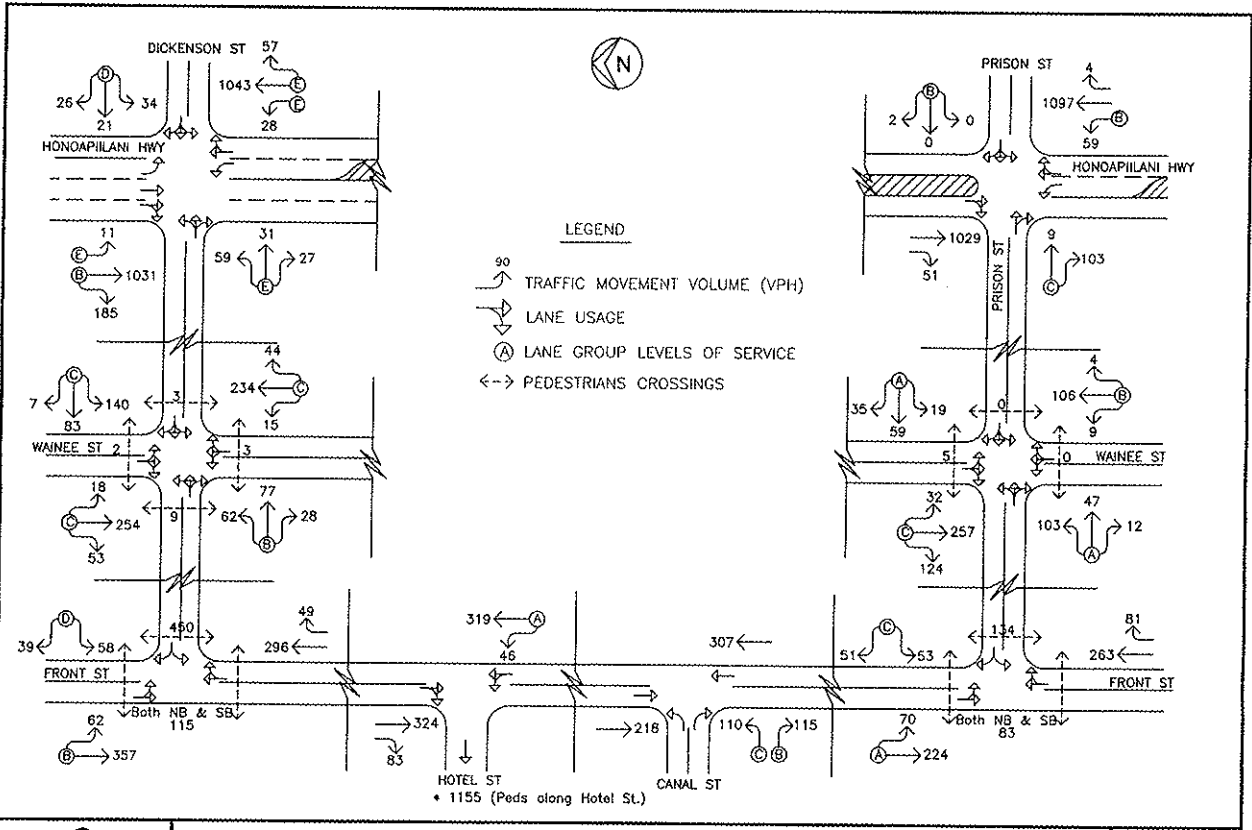 DICKENSON ST
57
1043
E
E
28
D
26
34
21
HONOAPIILANI HWY
11
E
B
1031
185
31
59
27
E
N
PRISON ST
4
1097
B
59
B
2
0
0
HONOAPIILANI HWY
1029
51
PRISON ST
9
103
C
LEGEND
90
TRAFFIC MOVEMENT VOLUME (VPH)
LANE USAGE
A LANE GROUP LEVELS OF SERVICE
PEDESTRIANS CROSSINGS
C
7
140
83
3
44
234
C
15
WAINEE ST
2
3
18
C
254
53
9
77
62
28
B
A
35
19
59
0
4
106
B
9
5
0
WAINEE ST
32
C
257
124
47
103
12
A
D
39
58
450
49
296
319
A
46
307
C
51
53
134
81
263
FRONT ST
FRONT ST
Both NB & SB
115
62
B
357
324
83
218
110
115
C
B
70
A
224
Both NB & SB
83
HOTEL ST
CANAL ST
* 1155 (Peds along Hotel St.)